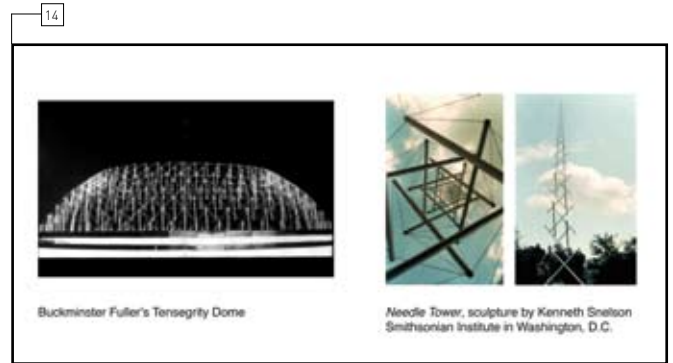 14
Buckminster Fuller's Tensegrity Dome
Needle Tower, sculpture by Kenneth Snelson
Smithsonian Institute in Washington, D.C.